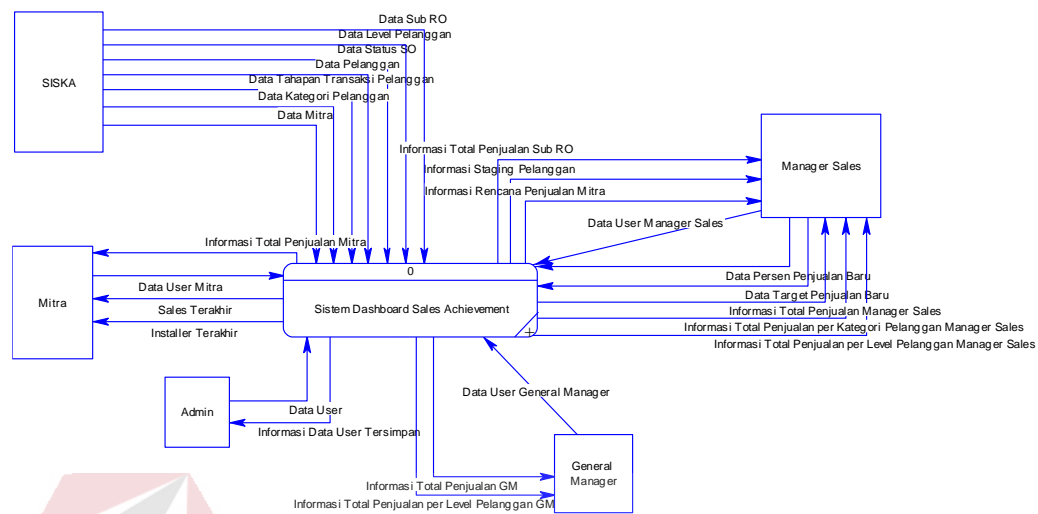 Data Sub RO
Data Level Pelanggan
Data Status SO
Data Pelanggan
Data Tahapan Transaksi Pelanggan
Data Kategori Pelanggan
Data Mitra
SISKA
Informasi Total Penjualan Sub RO
Informasi Staging Pelanggan
Informasi Rencana Penjualan Mitra
Manager Sales
Data User Manager Sales
Informasi Total Penjualan Mitra
0
Data User Mitra
Mitra
Sales Terakhir
Installer Terakhir
Sistem Dashboard Sales Achievement
Data Persen Penjualan Baru
Data Target Penjualan Baru
Informasi Total Penjualan Manager Sales
Informasi Total Penjualan per Kategori Pelanggan Manager Sales
Informasi Total Penjualan per Level Pelanggan Manager Sales
Data User General Manager
Admin
Data User
Informasi Data User Tersimpan
General
Manager
Informasi Total Penjualan GM
Informasi Total Penjualan per Level Pelanggan GM